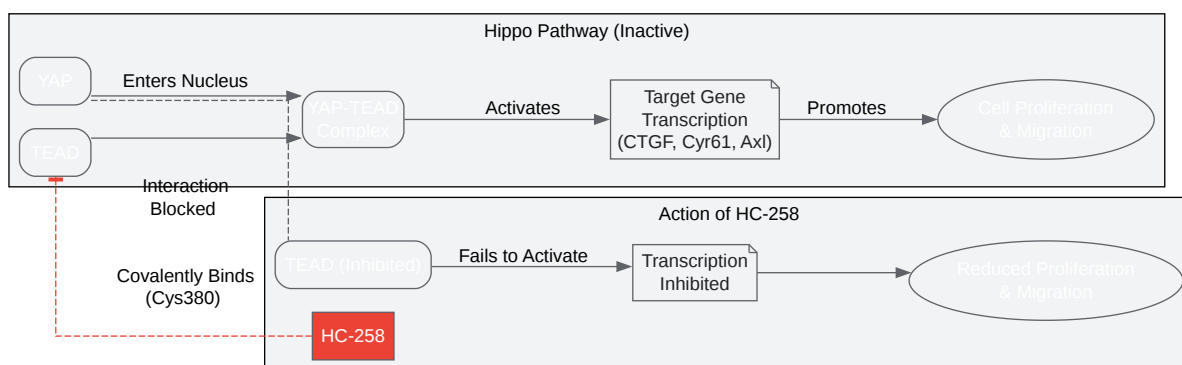 Hippo Pathway (Inactive)
YAP
Enters Nucleus
YAP-TEAD
Complex
Activates
Target Gene
Transcription
(CTGF, Cyr61, Axl)
Promotes
Cell Proliferation
& Migration
TEAD
Interaction
Blocked
Action of HC-258
TEAD (Inhibited)
Fails to Activate
Transcription
Inhibited
Reduced Proliferation
& Migration
Covalently Binds
(Cys380)
HC-258